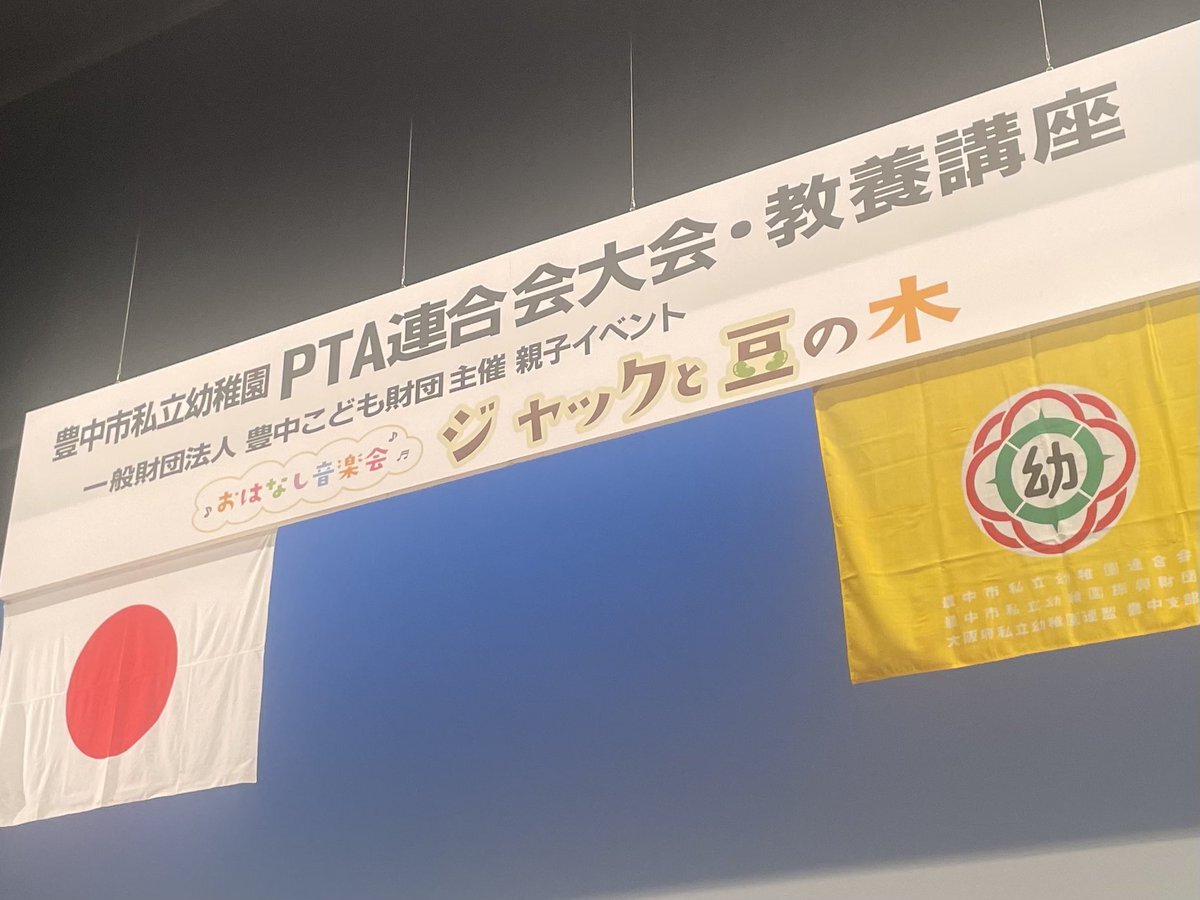 豊中市私立幼稚園 PTA連合会大会・教養講座
一般財団法人 豊中こども財団 主催 親子イベント
♪おはなし音楽会♬ ジャックと豆の木
幼
豊中市私立幼稚園連合会
豊中市私立幼稚園振興財団
大阪府私立幼稚園連盟 豊中支部